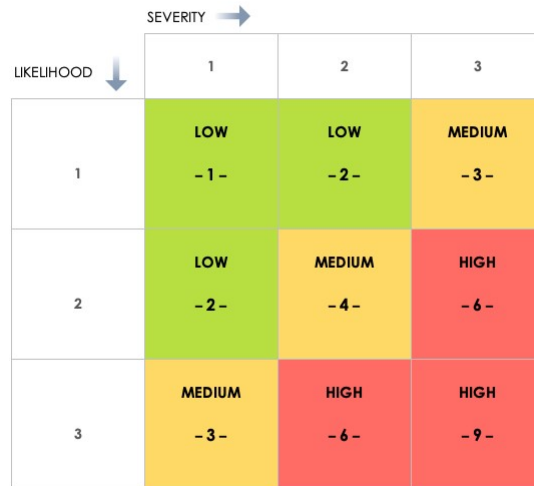 SEVERITY
LIKELIHOOD
1 2 3
1
LOW LOW MEDIUM
– 1 – – 2 – – 3 –
2
LOW MEDIUM HIGH
– 2 – – 4 – – 6 –
3
MEDIUM HIGH HIGH
– 3 – – 6 – – 9 –